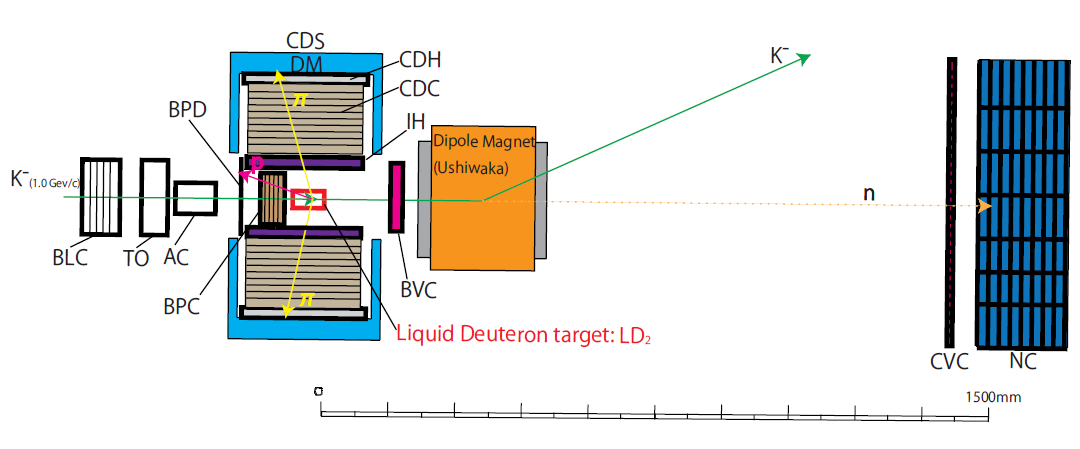 CDS
DM
CDH
CDC
IH
BPD
π
p
K⁻(1.0 Gev/c)
BLC
TO
AC
BPC
π
BVC
Dipole Magnet
(Ushiwaka)
K⁻
n
CVC
NC
Liquid Deuteron target: LD₂
0
1500mm